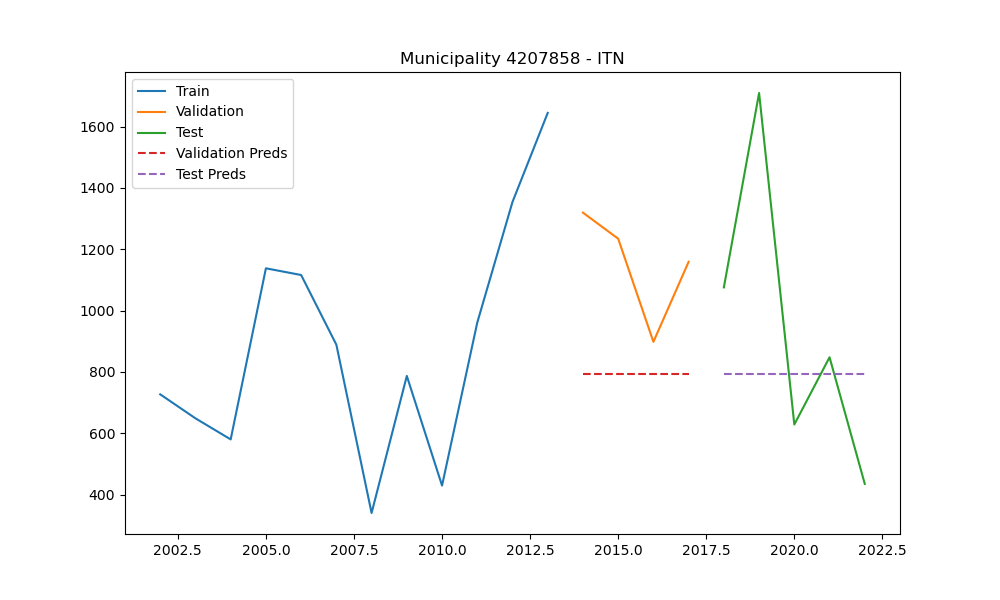 Municipality 4207858 - ITN
Train
Validation
Test
Validation Preds
Test Preds
1600
1400
1200
1000
800
600
400
2002.5 2005.0 2007.5 2010.0 2012.5 2015.0 2017.5 2020.0 2022.5